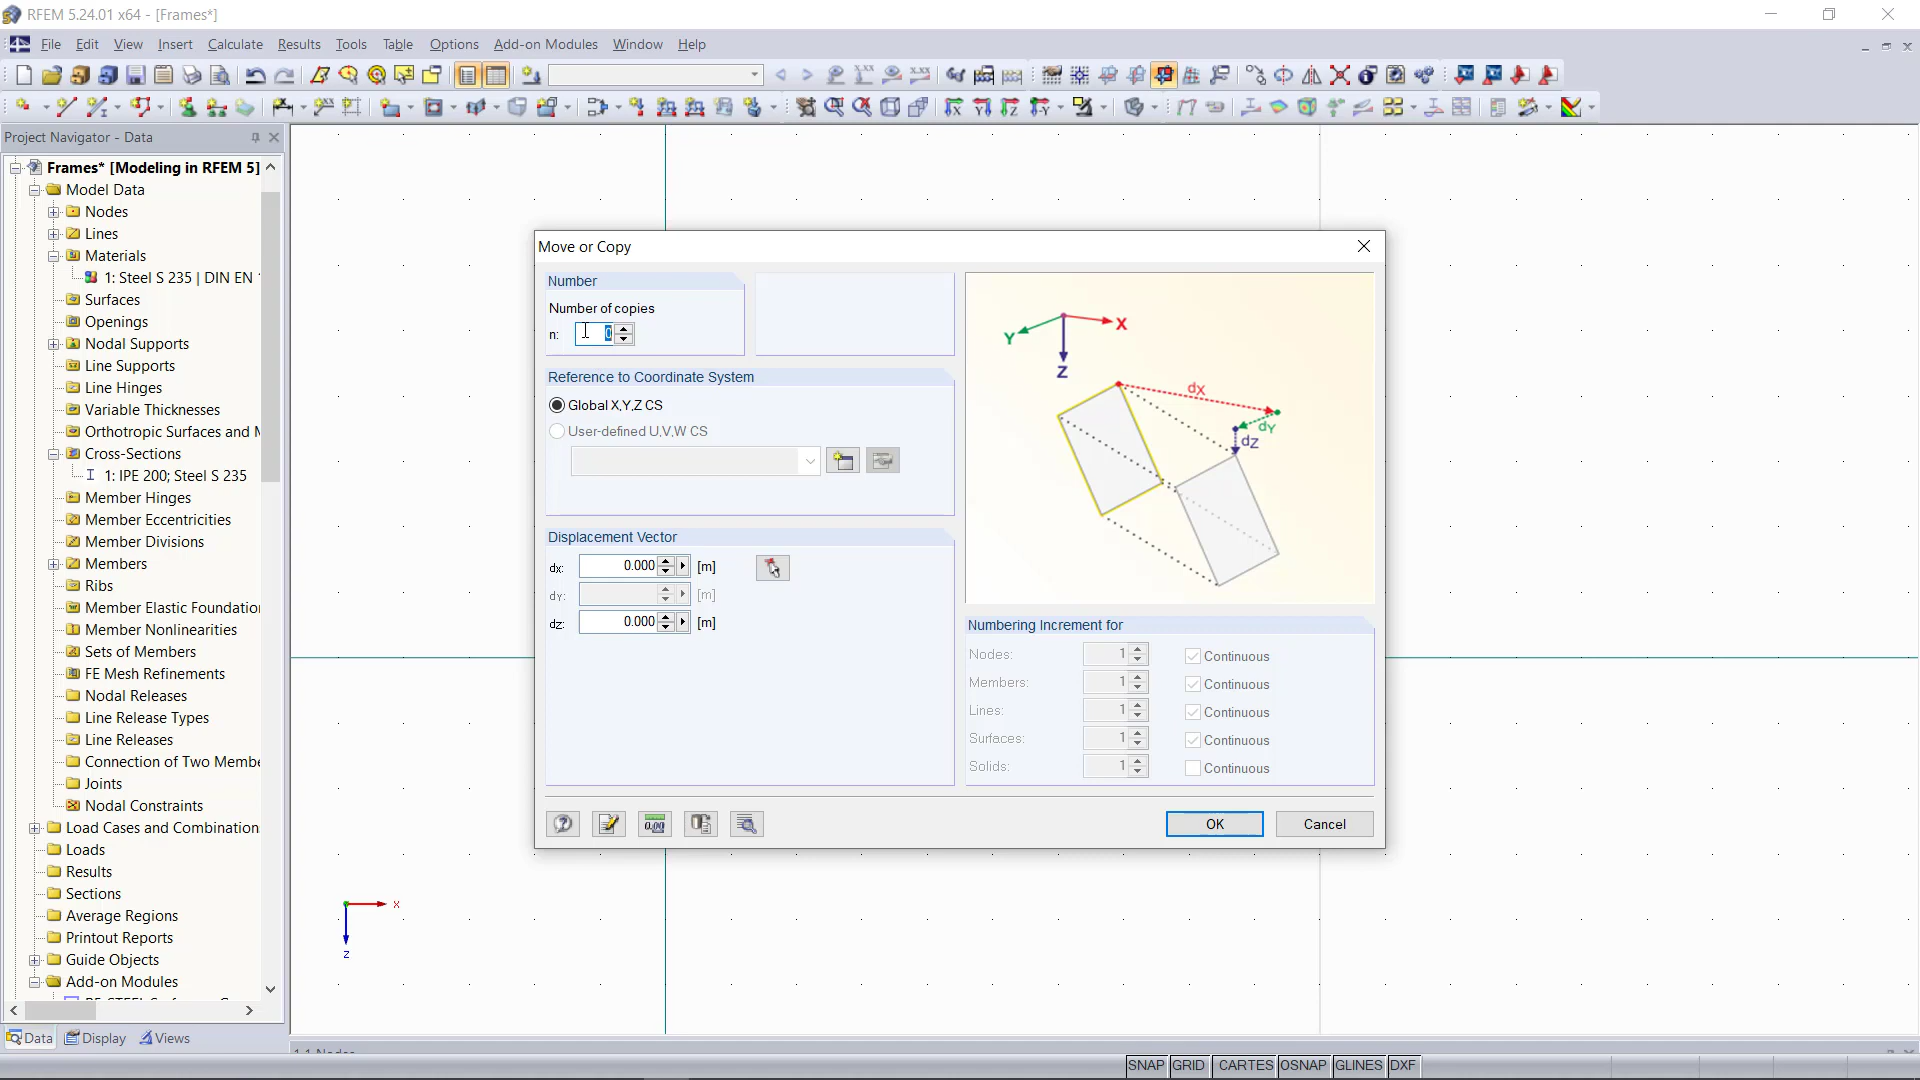 RFEM 5.24.01 x64 - [Frames*]
File Edit View Insert Calculate Results Tools Table Options Add-on Modules Window Help
Project Navigator - Data
Frames* [Modeling in RFEM 5]
Model Data
Nodes
Lines
Materials
1: Steel S 235 | DIN EN
Surfaces
Openings
Nodal Supports
Line Supports
Line Hinges
Variable Thicknesses
Orthotropic Surfaces and M
Cross-Sections
1: IPE 200; Steel S 235
Member Hinges
Member Eccentricities
Member Divisions
Members
Ribs
Member Elastic Foundation
Member Nonlinearities
Sets of Members
FE Mesh Refinements
Nodal Releases
Line Release Types
Line Releases
Connection of Two Membe
Joints
Nodal Constraints
Load Cases and Combination
Loads
Results
Sections
Average Regions
Printout Reports
Guide Objects
Add-on Modules
Data Display Views
Move or Copy
Number
Number of copies
n: 0
Reference to Coordinate System
Global X,Y,Z CS
User-defined U,V,W CS
Displacement Vector
dx: 0.000 [m]
dY: [m]
dz: 0.000 [m]
X
Y
Z
dX
dY
dZ
Numbering Increment for
Nodes: 1 Continuous
Members: 1 Continuous
Lines: 1 Continuous
Surfaces: 1 Continuous
Solids: 1 Continuous
0.00
OK Cancel
x
z
SNAP GRID CARTES OSNAP GLINES DXF